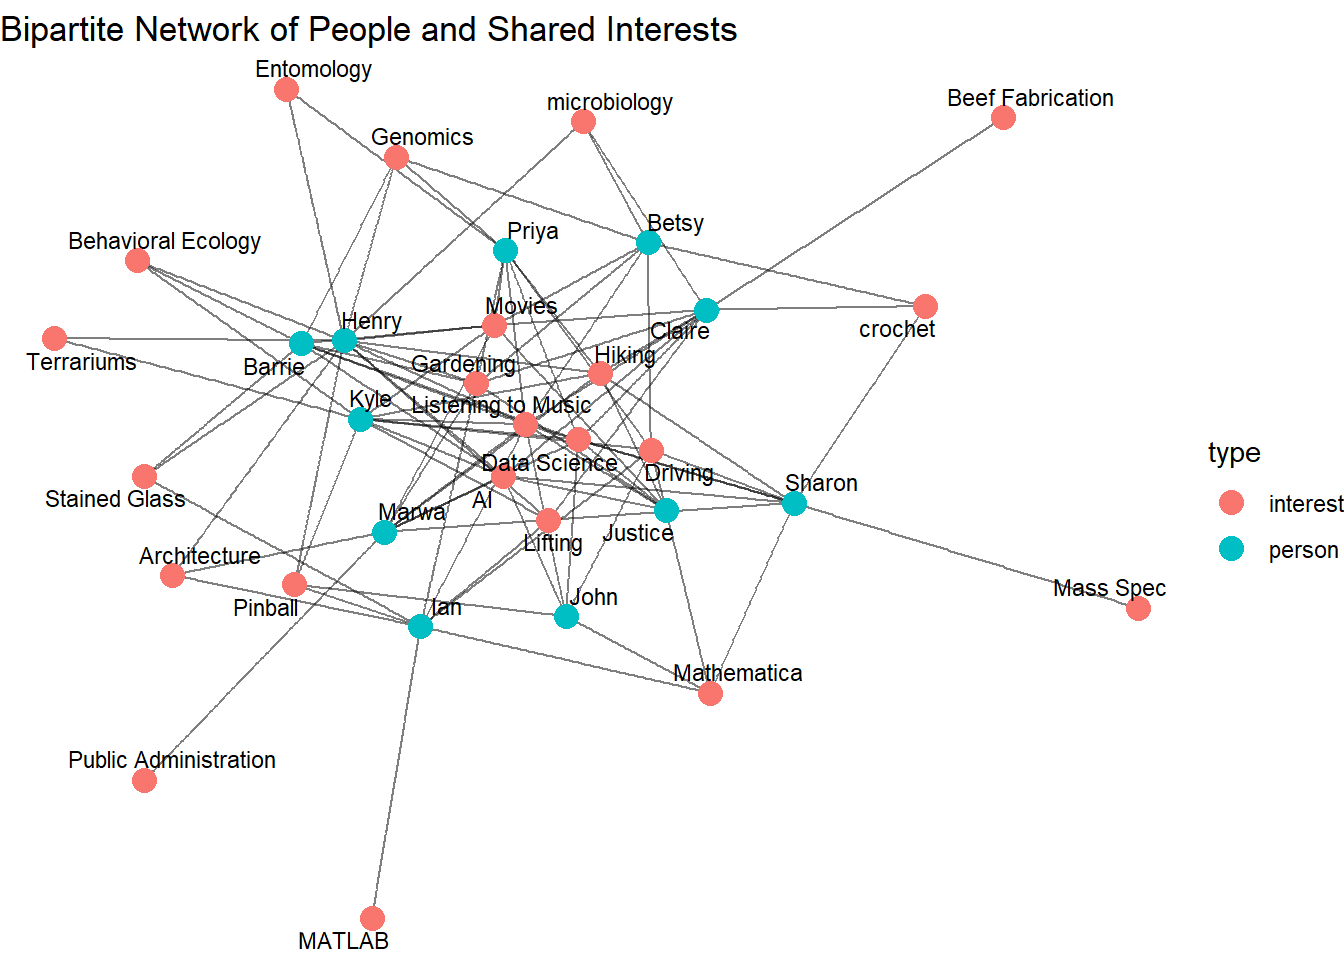 Bipartite Network of People and Shared Interests
Entomology
microbiology
Beef Fabrication
Genomics
Priya
Betsy
Behavioral Ecology
Movies
Henry
Claire
crochet
Terrariums
Barrie
Gardening
Hiking
Kyle
Listening to Music
type
Data Science
Driving
Sharon
interest
Stained Glass
AI
Marwa
Justice
Lifting
person
Architecture
Mass Spec
Pinball
Ian
John
Mathematica
Public Administration
MATLAB